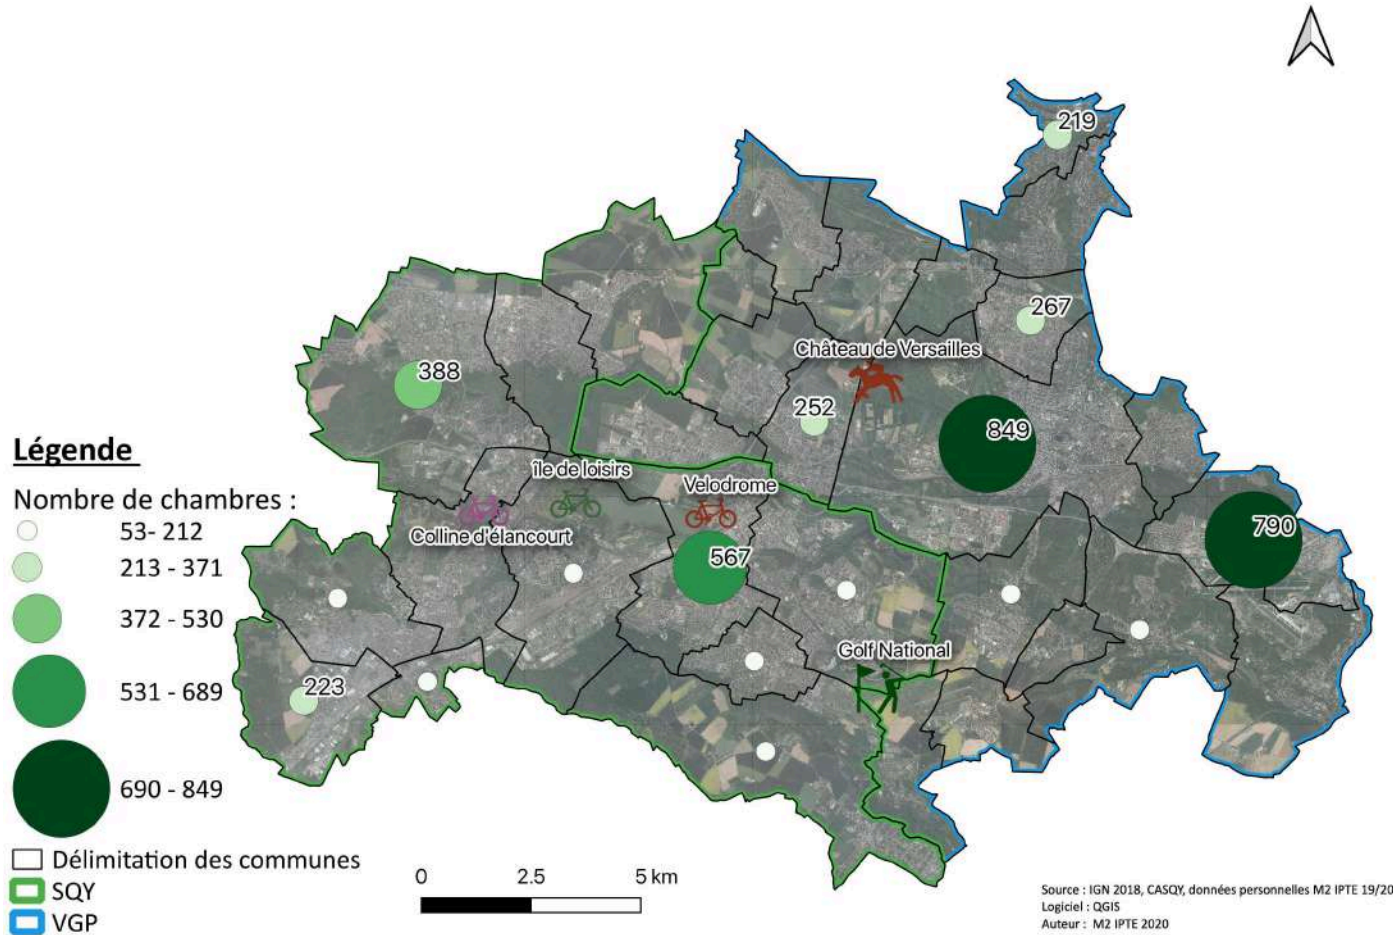 219
267
Château de Versailles
388
252
849
île de loisirs
Velodrome
Colline d'élancourt
790
567
Golf National
223
Légende
Nombre de chambres :
53- 212
213 - 371
372 - 530
531 - 689
690 - 849
Délimitation des communes
SQY
VGP
0 2.5 5 km
Source : IGN 2018, CASQY, données personnelles M2 IPTE 19/20
Logiciel : QGIS
Auteur : M2 IPTE 2020